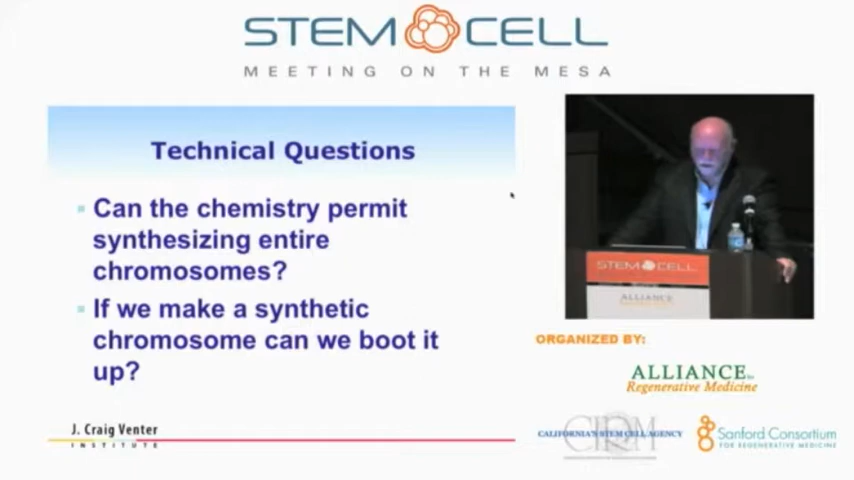 STEM CELL
MEETING ON THE MESA
Technical Questions
Can the chemistry permit
synthesizing entire
chromosomes?
If we make a synthetic
chromosome can we boot it
up?
J. Craig Venter
INSTITUTE
STEM CELL
ALLIANCE
ORGANIZED BY:
ALLIANCE for
Regenerative Medicine
CIRM
CALIFORNIA'S STEM CELL AGENCY
Sanford Consortium
FOR REGENERATIVE MEDICINE